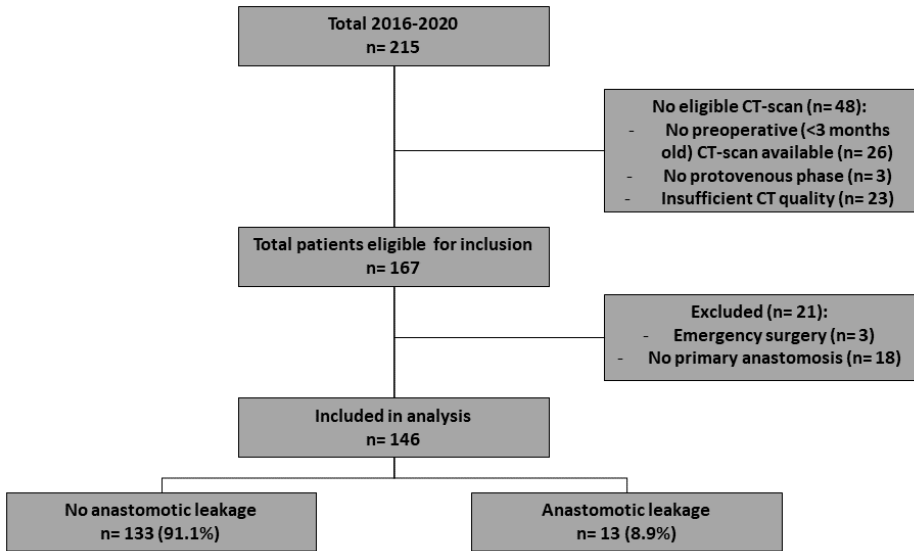 Total 2016-2020
n= 215
No eligible CT-scan (n= 48):
- No preoperative (<3 months
old) CT-scan available (n= 26)
- No protovenous phase (n= 3)
- Insufficient CT quality (n= 23)
Total patients eligible for inclusion
n= 167
Excluded (n= 21):
- Emergency surgery (n= 3)
- No primary anastomosis (n= 18)
Included in analysis
n= 146
No anastomotic leakage
n= 133 (91.1%)
Anastomotic leakage
n= 13 (8.9%)